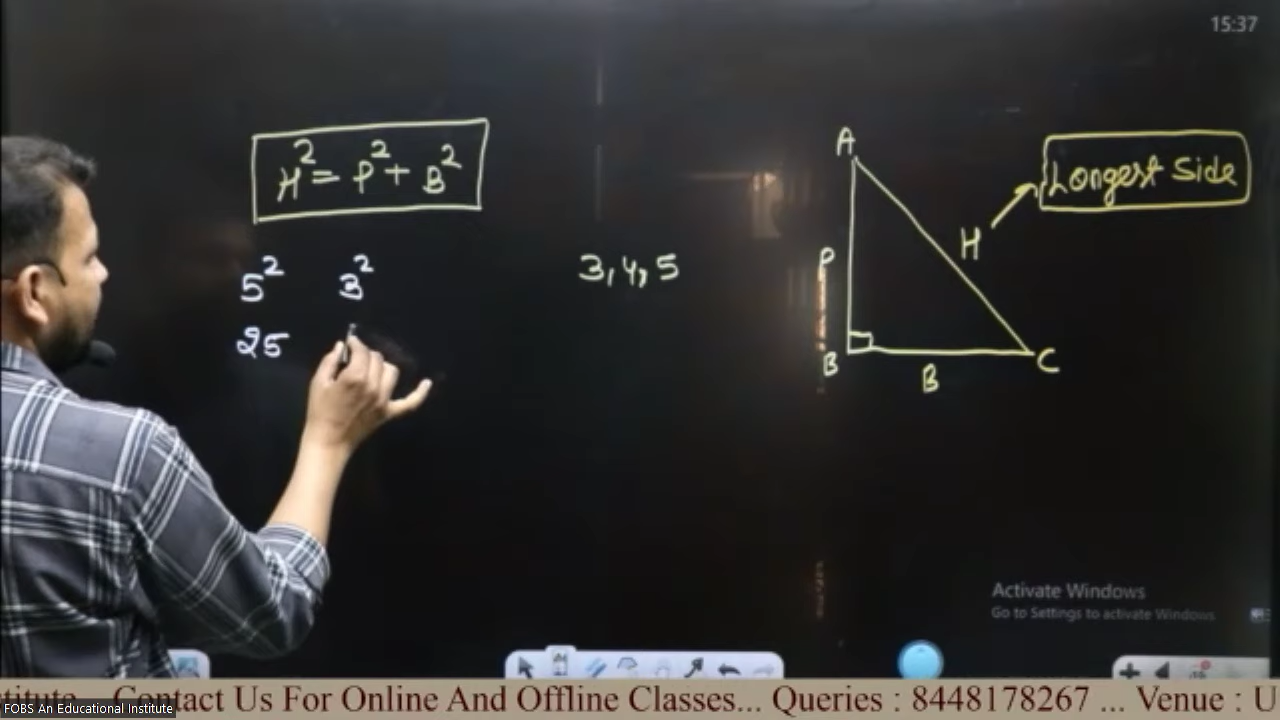 15:37
H² = P² + B²
A
Longest Side
H
P
5² 3²
3, 4, 5
25
B
C
B
Activate Windows
Go to Settings to activate Windows
stitute... Contact Us For Online And Offline Classes... Queries : 8448178267 ... Venue : U
FOBS An Educational institute